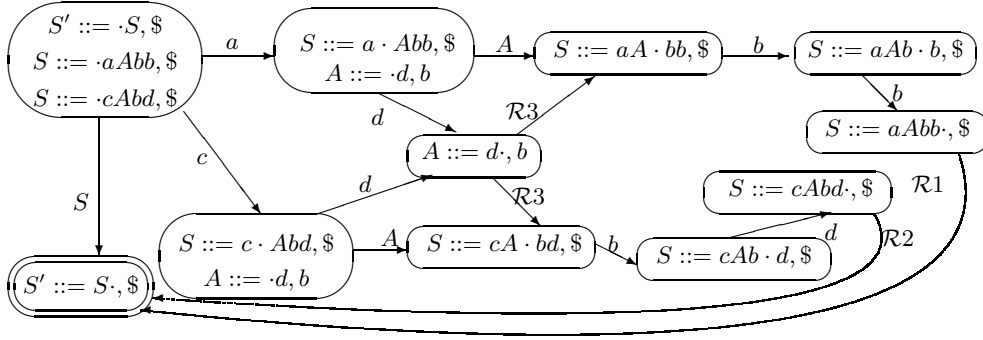 S′ ::= ·S, $
S ::= ·aAbb, $
S ::= ·cAbd, $
a
S ::= a · Abb, $
A ::= ·d, b
A
S ::= aA · bb, $
b
S ::= aAb · b, $
b
S ::= aAbb·, $
d
R3
A ::= d·, b
c
d
R3
S
S ::= c · Abd, $
A ::= ·d, b
A
S ::= cA · bd, $
b
S ::= cAb · d, $
d
S ::= cAbd·, $
R1
R2
S′ ::= S·, $